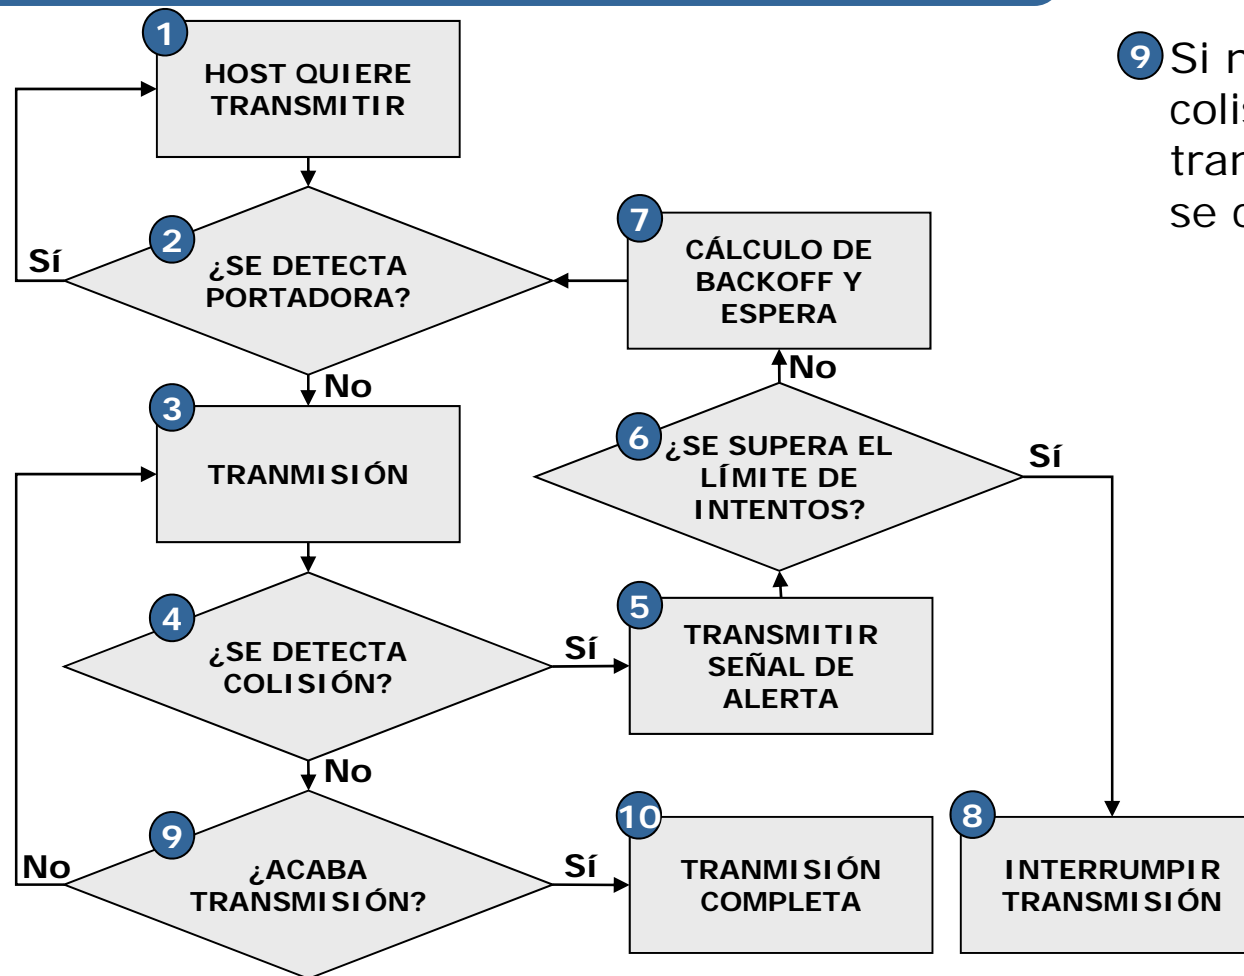 1
HOST QUIERE
TRANSMITIR
2
¿SE DETECTA
PORTADORA?
Sí
No
3
TRANMISIÓN
4
¿SE DETECTA
COLISIÓN?
Sí
No
5
TRANSMITIR
SEÑAL DE
ALERTA
6
¿SE SUPERA EL
LÍMITE DE
INTENTOS?
No
Sí
7
CÁLCULO DE
BACKOFF Y
ESPERA
8
INTERRUMPIR
TRANSMISIÓN
9
¿ACABA
TRANSMISIÓN?
No
Sí
10
TRANMISIÓN
COMPLETA
9 Si
se